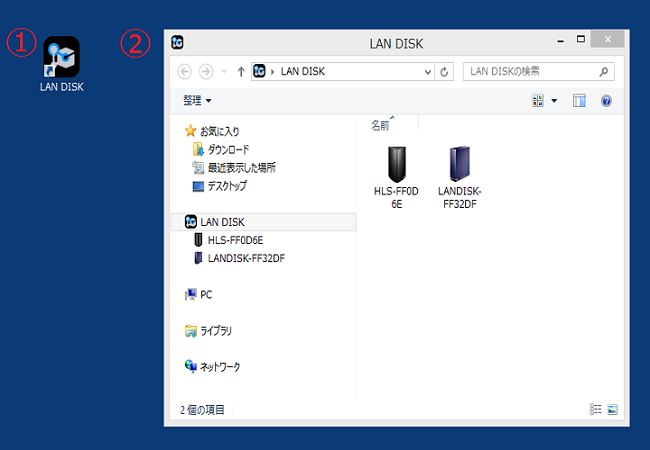 ①
LAN DISK
②
LAN DISK
LAN DISK
LAN DISKの検索
整理
お気に入り
ダウンロード
最近表示した場所
デスクトップ
LAN DISK
HLS-FF0D6E
LANDISK-FF32DF
PC
ライブラリ
ネットワーク
名前
HLS-FF0D
6E
LANDISK-
FF32DF
2 個の項目